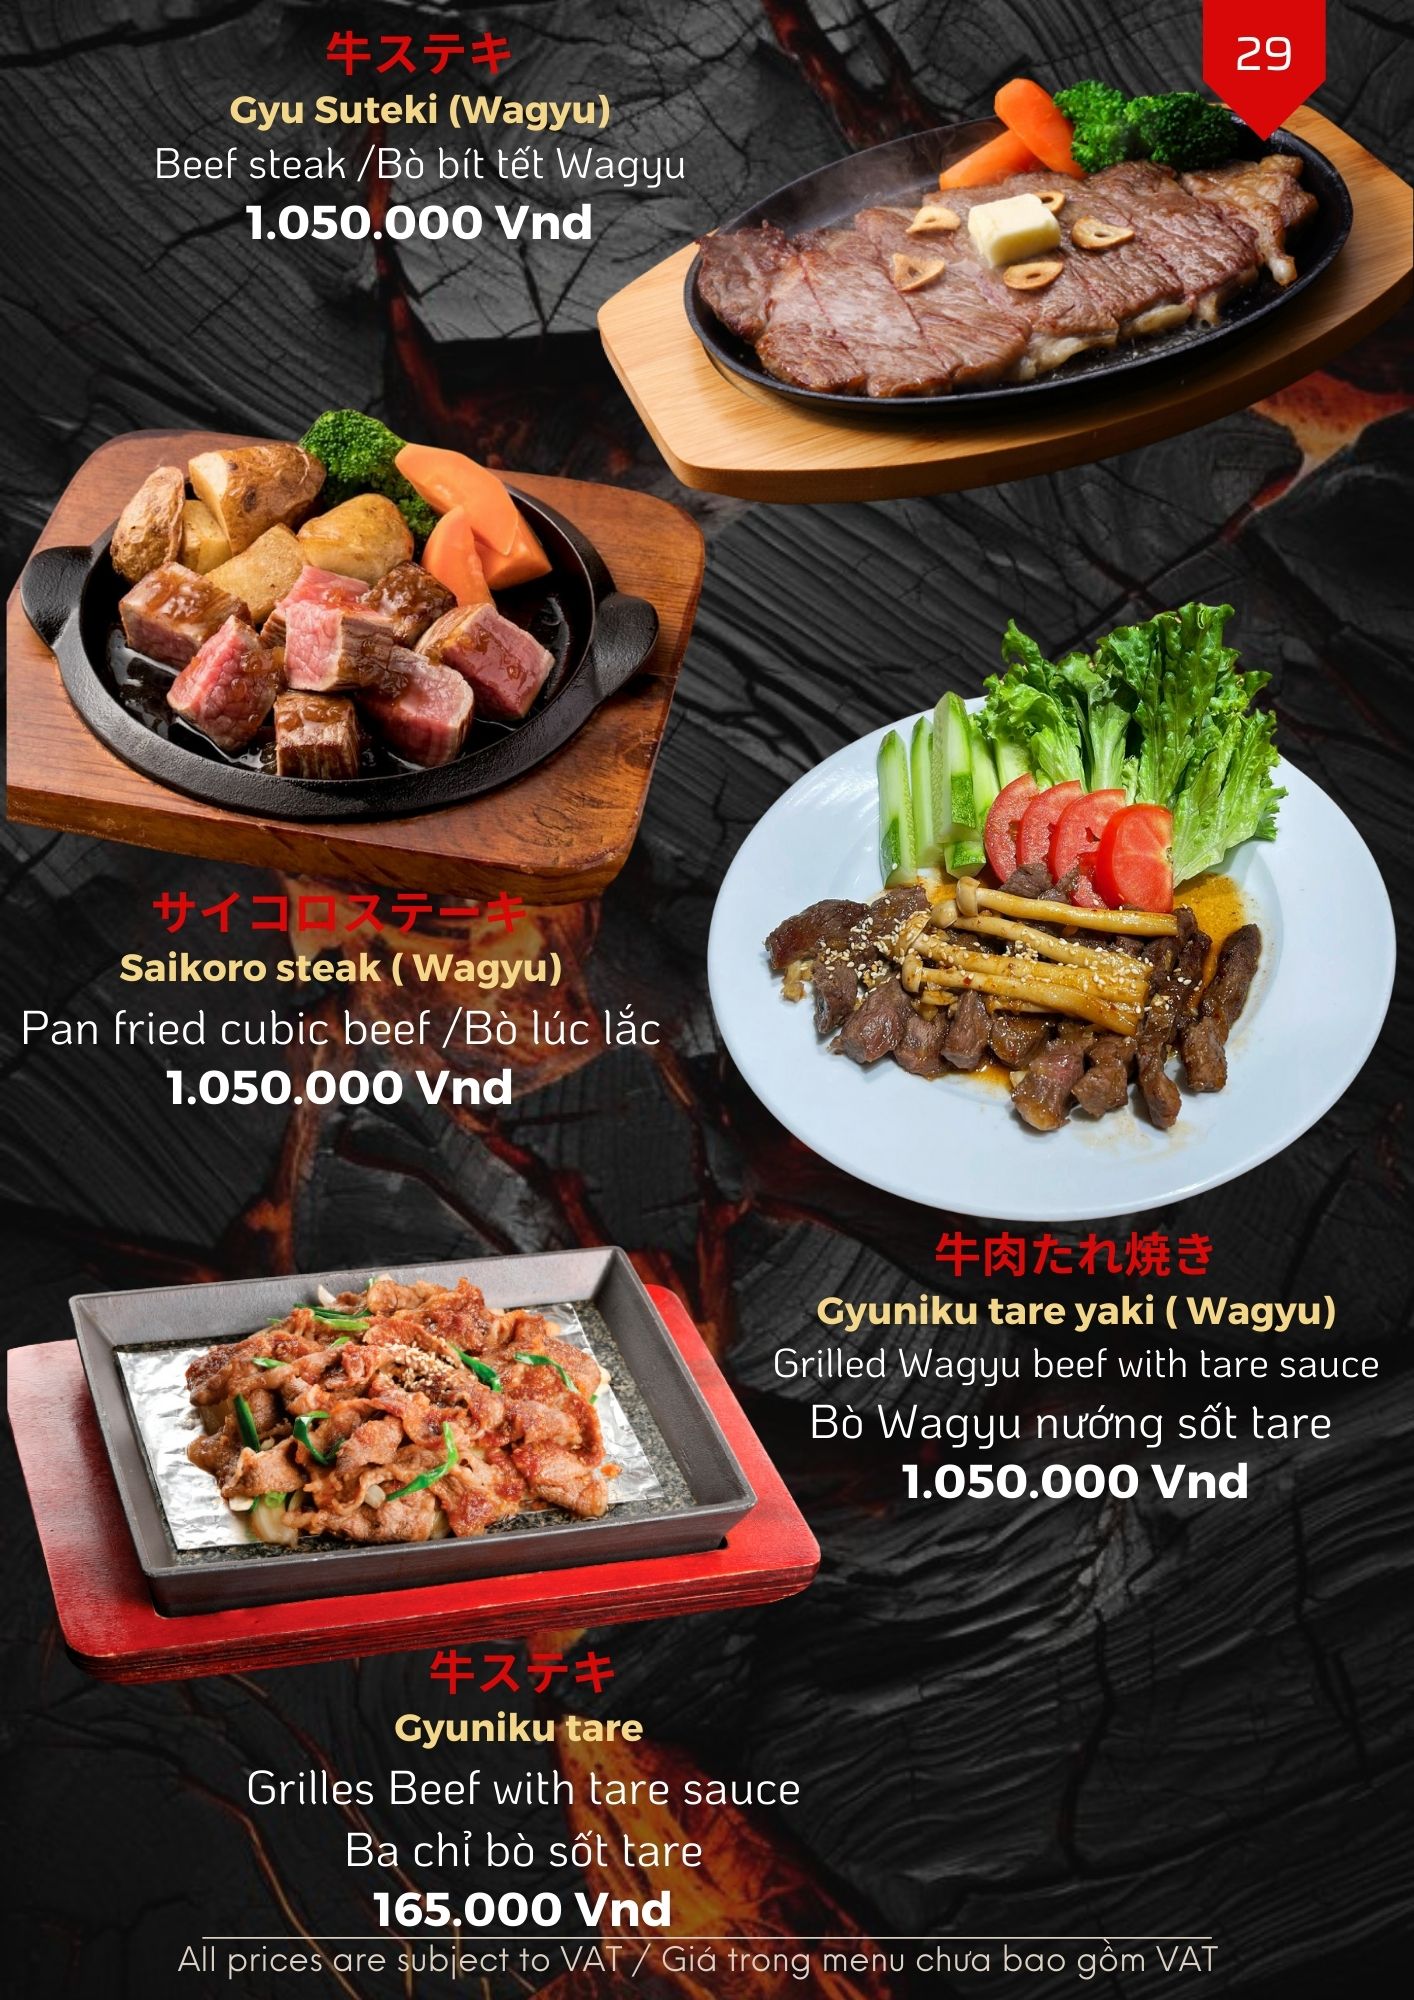 29
牛ステキ
Gyu Suteki (Wagyu)
Beef steak /Bò bít tết Wagyu
1.050.000 Vnd
サイコロステーキ
Saikoro steak ( Wagyu)
Pan fried cubic beef /Bò lúc lắc
1.050.000 Vnd
牛肉たれ焼き
Gyuniku tare yaki ( Wagyu)
Grilled Wagyu beef with tare sauce
Bò Wagyu nướng sốt tare
1.050.000 Vnd
牛ステキ
Gyuniku tare
Grilles Beef with tare sauce
Ba chỉ bò sốt tare
165.000 Vnd
All prices are subject to VAT / Giá trong menu chưa bao gồm VAT